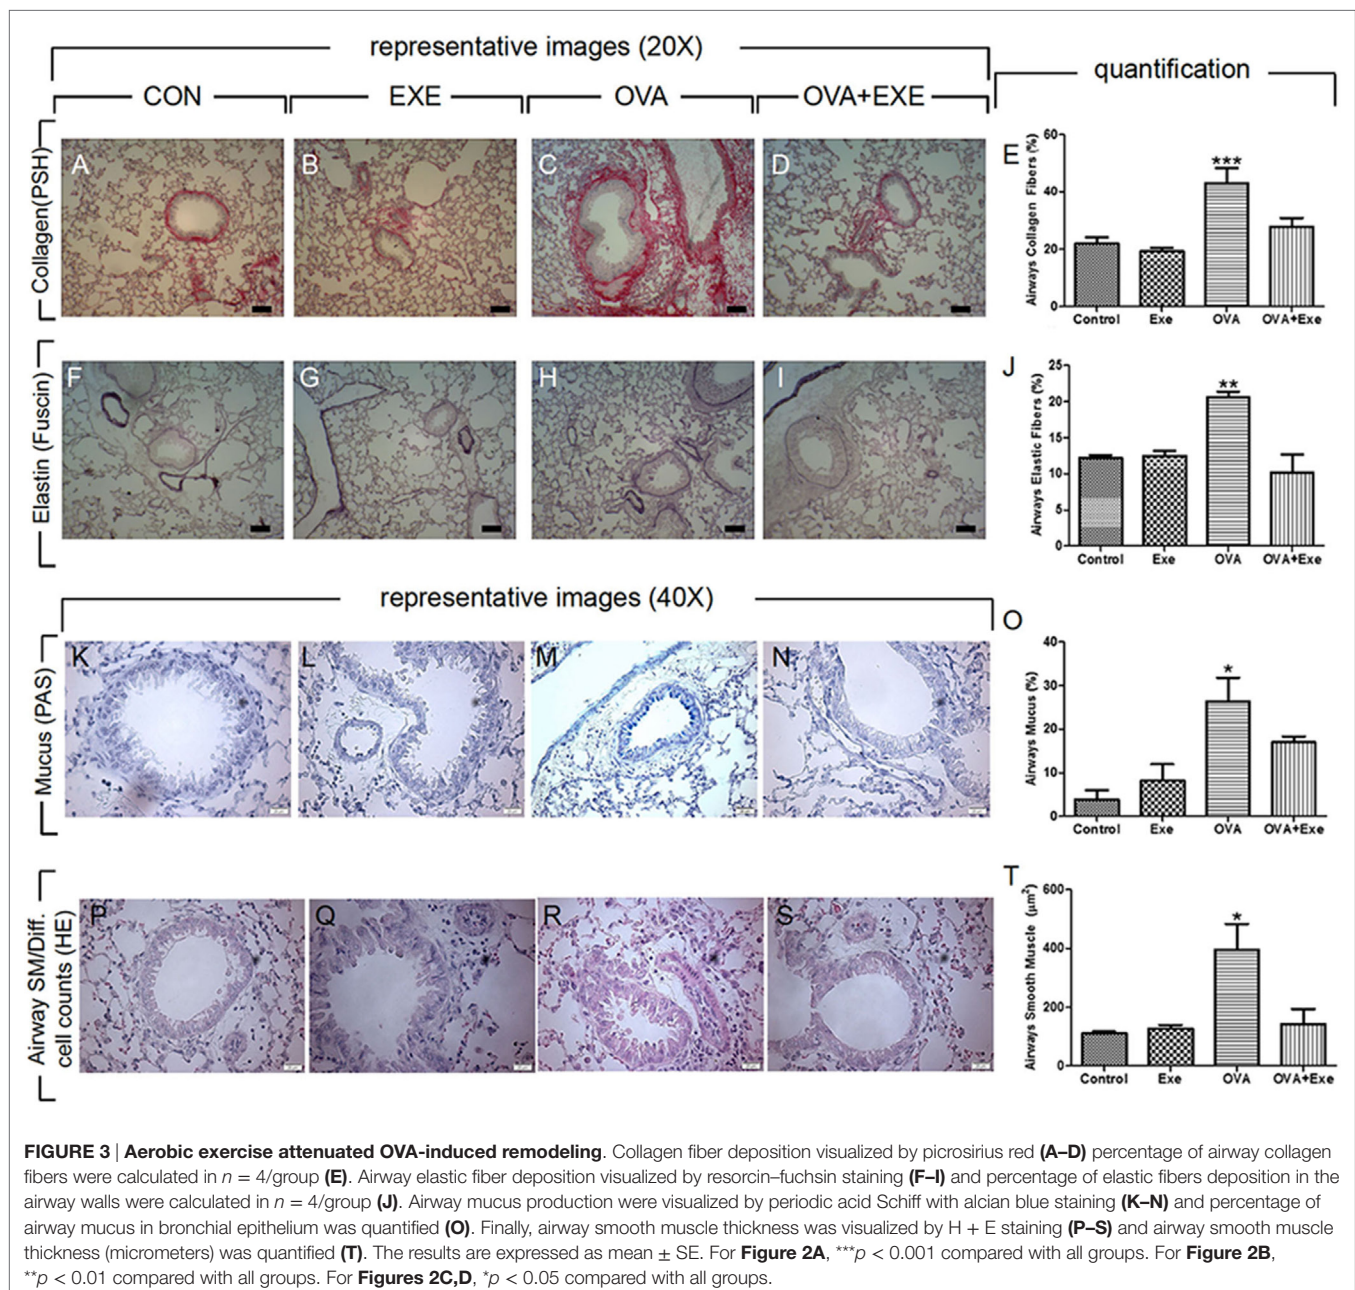 representative images (20X)
quantification
CON EXE OVA OVA+EXE
Collagen(PSH)
A B C D
E
Airways Collagen Fibers (%)
60
40
20
0
***
Control Exe OVA OVA+Exe
Elastin (Fuscin)
F G H I
J
Airways Elastic Fibers (%)
25
20
15
10
5
0
**
Control Exe OVA OVA+Exe
representative images (40X)
Mucus (PAS)
K L M N
O
Airways Mucus (%)
40
30
20
10
0
*
Control Exe OVA OVA+Exe
Airway SM/Diff.
cell counts (HE)
P Q R S
T
Airways Smooth Muscle (μm²)
600
400
200
0
*
Control Exe OVA OVA+Exe
FIGURE 3 | Aerobic exercise attenuated OVA-induced remodeling. Collagen fiber deposition visualized by picrosirius red (A–D) percentage of airway collagen
fibers were calculated in n = 4/group (E). Airway elastic fiber deposition visualized by resorcin–fuchsin staining (F–I) and percentage of elastic fibers deposition in the
airway walls were calculated in n = 4/group (J). Airway mucus production were visualized by periodic acid Schiff with alcian blue staining (K–N) and percentage of
airway mucus in bronchial epithelium was quantified (O). Finally, airway smooth muscle thickness was visualized by H + E staining (P–S) and airway smooth muscle
thickness (micrometers) was quantified (T). The results are expressed as mean ± SE. For Figure 2A, ***p < 0.001 compared with all groups. For Figure 2B,
**p < 0.01 compared with all groups. For Figures 2C,D, *p < 0.05 compared with all groups.